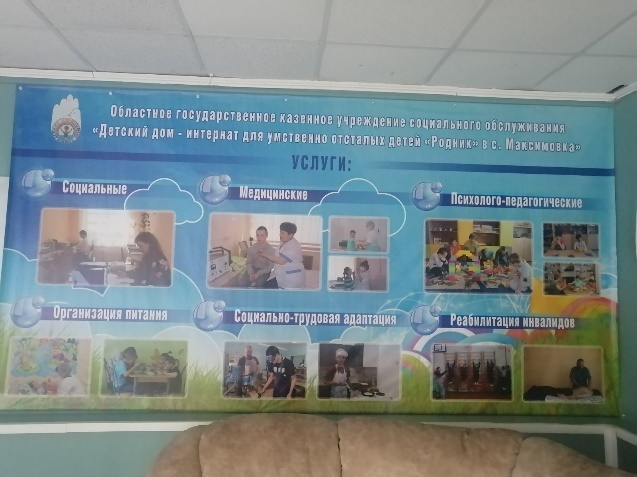 Областное государственное казенное учреждение социального обслуживания
«Детский дом - интернат для умственно отсталых детей «Родник» в с. Максимовка»
УСЛУГИ:
Социальные
Медицинские
Психолого-педагогические
Организация питания
Социально-трудовая адаптация
Реабилитация инвалидов